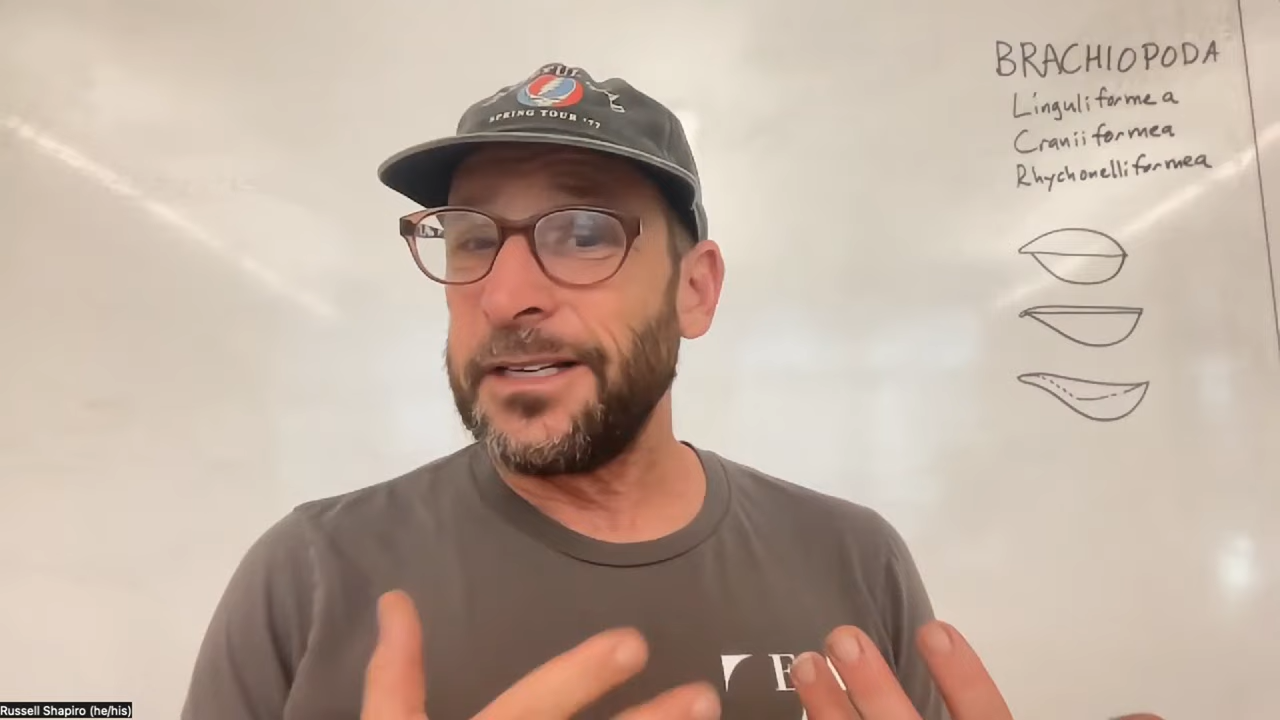 SPRING TOUR '77
BRACHIOPODA
Linguliformea
Craniiformea
Rhychonelliformea
Russell Shapiro (he/his)